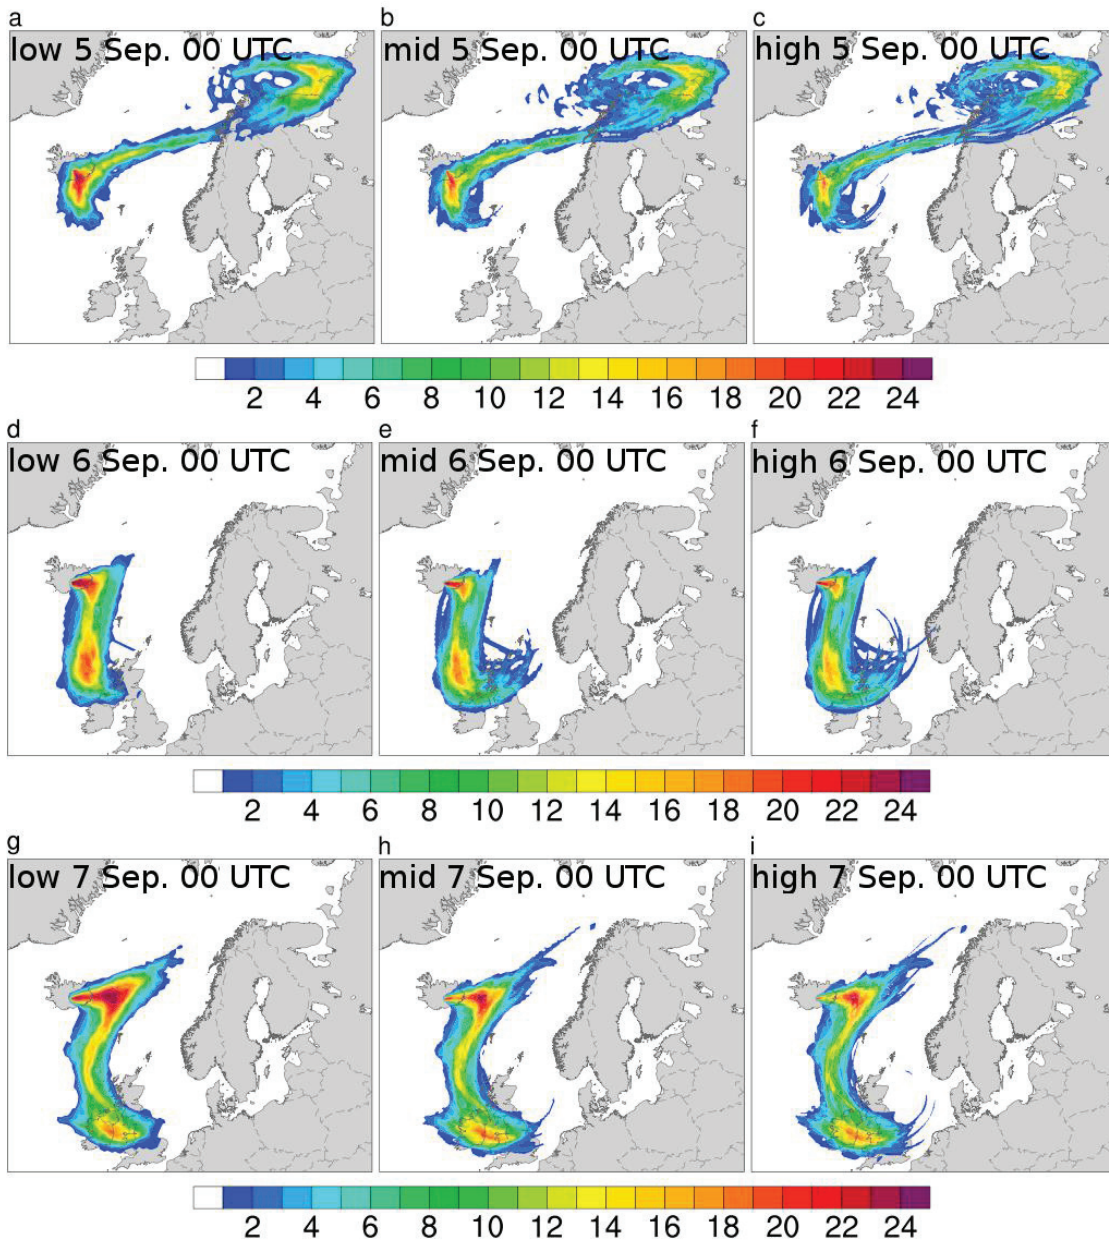 a b c
low 5 Sep. 00 UTC mid 5 Sep. 00 UTC high 5 Sep. 00 UTC
2 4 6 8 10 12 14 16 18 20 22 24
d e f
low 6 Sep. 00 UTC mid 6 Sep. 00 UTC high 6 Sep. 00 UTC
2 4 6 8 10 12 14 16 18 20 22 24
g h i
low 7 Sep. 00 UTC mid 7 Sep. 00 UTC high 7 Sep. 00 UTC
2 4 6 8 10 12 14 16 18 20 22 24